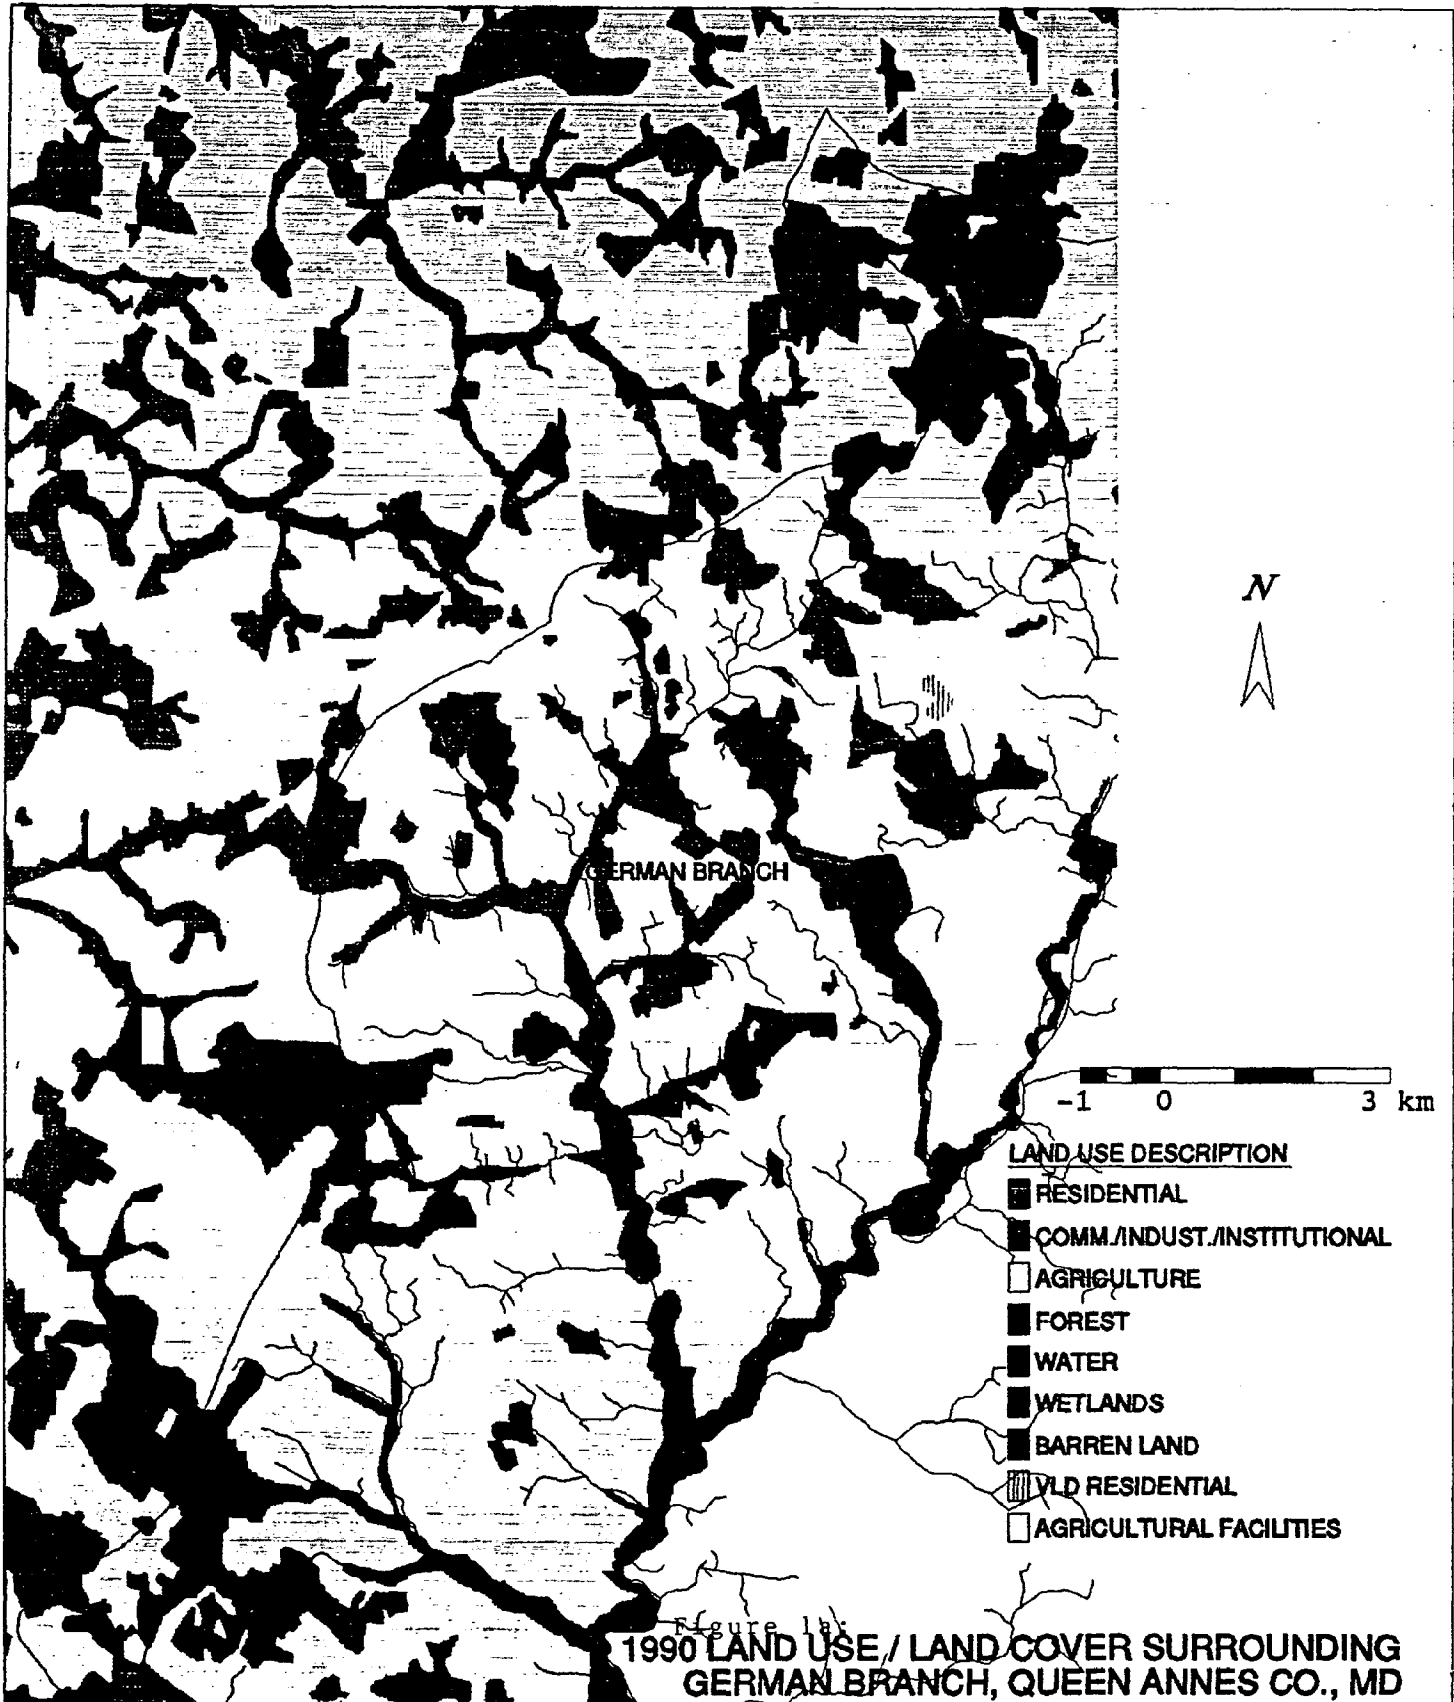 N
GERMAN BRANCH
-1 0 3 km
LAND USE DESCRIPTION
RESIDENTIAL
COMM./INDUST./INSTITUTIONAL
AGRICULTURE
FOREST
WATER
WETLANDS
BARREN LAND
VLD RESIDENTIAL
AGRICULTURAL FACILITIES
Figure 1a:
1990 LAND USE / LAND COVER SURROUNDING
GERMAN BRANCH, QUEEN ANNES CO., MD